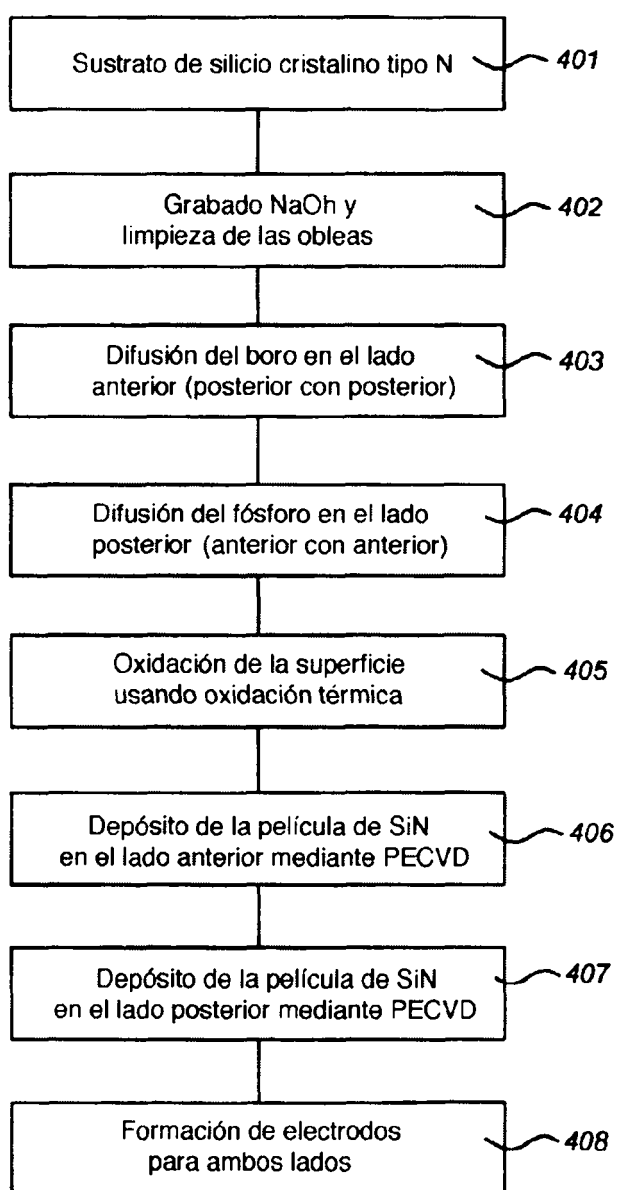 Sustrato de silicio cristalino tipo N
401
Grabado NaOh y
limpieza de las obleas
402
Difusión del boro en el lado
anterior (posterior con posterior)
403
Difusión del fósforo en el lado
posterior (anterior con anterior)
404
Oxidación de la superficie
usando oxidación térmica
405
Depósito de la película de SiN
en el lado anterior mediante PECVD
406
Depósito de la película de SiN
en el lado posterior mediante PECVD
407
Formación de electrodos
para ambos lados
408